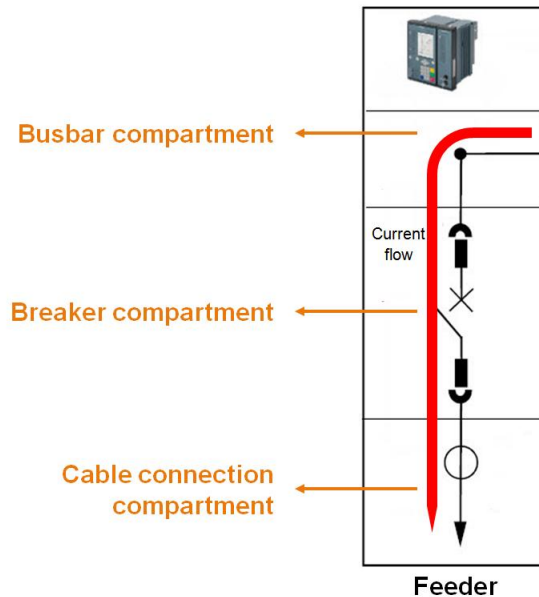 Busbar compartment
Current
flow
Breaker compartment
Cable connection
compartment
Feeder